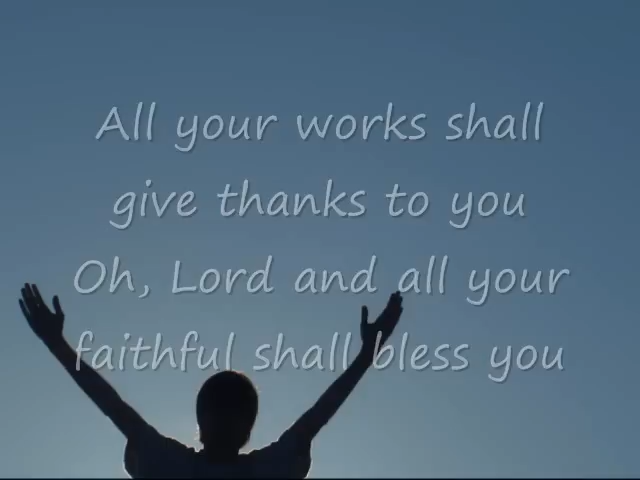 All your works shall
give thanks to you
Oh, Lord and all your
faithful shall bless you